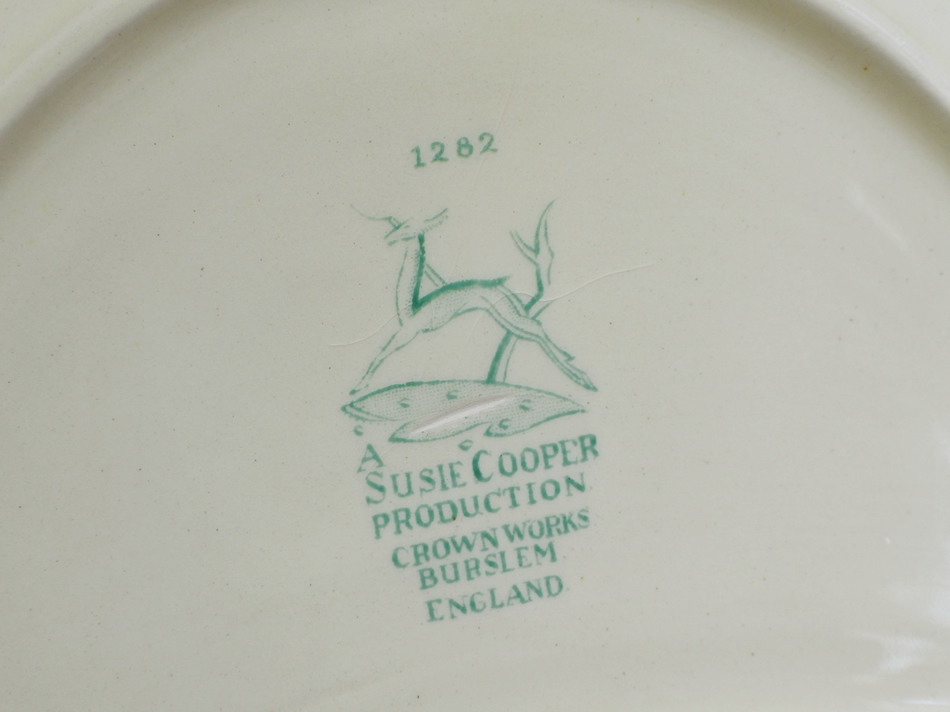 1282
A
SUSIE COOPER
PRODUCTION
CROWN WORKS
BURSLEM
ENGLAND